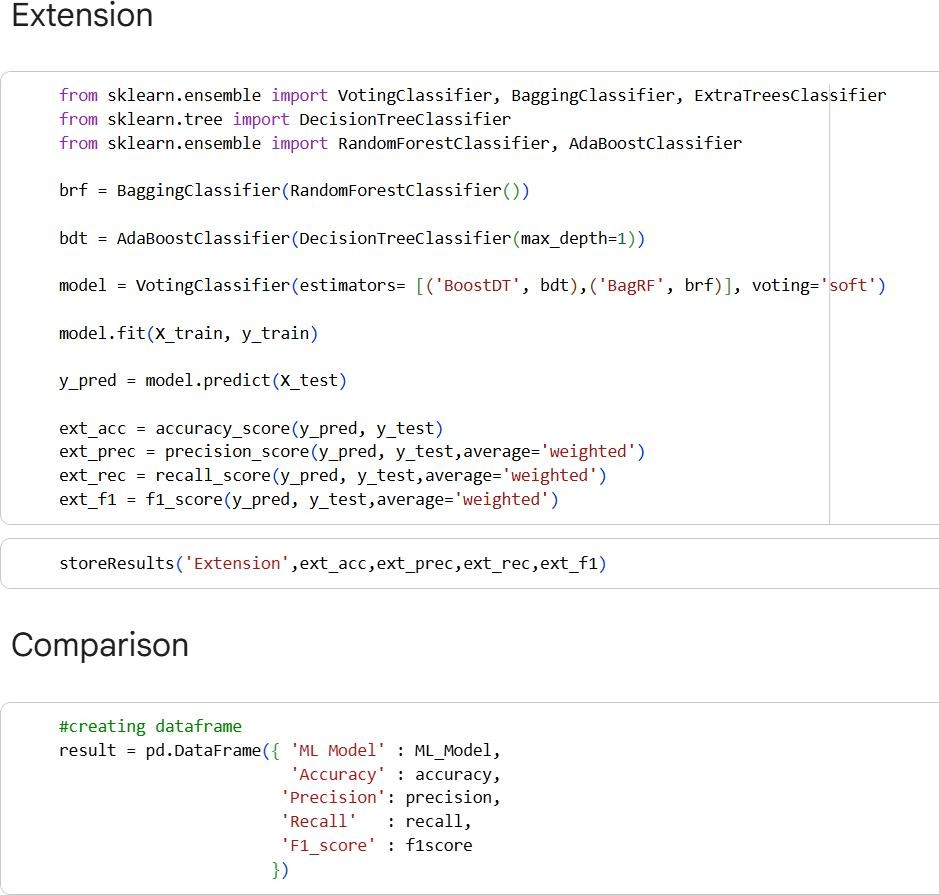 Extension
from sklearn.ensemble import VotingClassifier, BaggingClassifier, ExtraTreesClassifier
from sklearn.tree import DecisionTreeClassifier
from sklearn.ensemble import RandomForestClassifier, AdaBoostClassifier
brf = BaggingClassifier(RandomForestClassifier())
bdt = AdaBoostClassifier(DecisionTreeClassifier(max_depth=1))
model = VotingClassifier(estimators= [('BoostDT', bdt),('BagRF', brf)], voting='soft')
model.fit(X_train, y_train)
y_pred = model.predict(X_test)
ext_acc = accuracy_score(y_pred, y_test)
ext_prec = precision_score(y_pred, y_test,average='weighted')
ext_rec = recall_score(y_pred, y_test,average='weighted')
ext_f1 = f1_score(y_pred, y_test,average='weighted')
storeResults('Extension',ext_acc,ext_prec,ext_rec,ext_f1)
Comparison
#creating dataframe
result = pd.DataFrame({ 'ML Model' : ML_Model,
                        'Accuracy' : accuracy,
                       'Precision': precision,
                       'Recall'   : recall,
                       'F1_score' : f1score
                      })